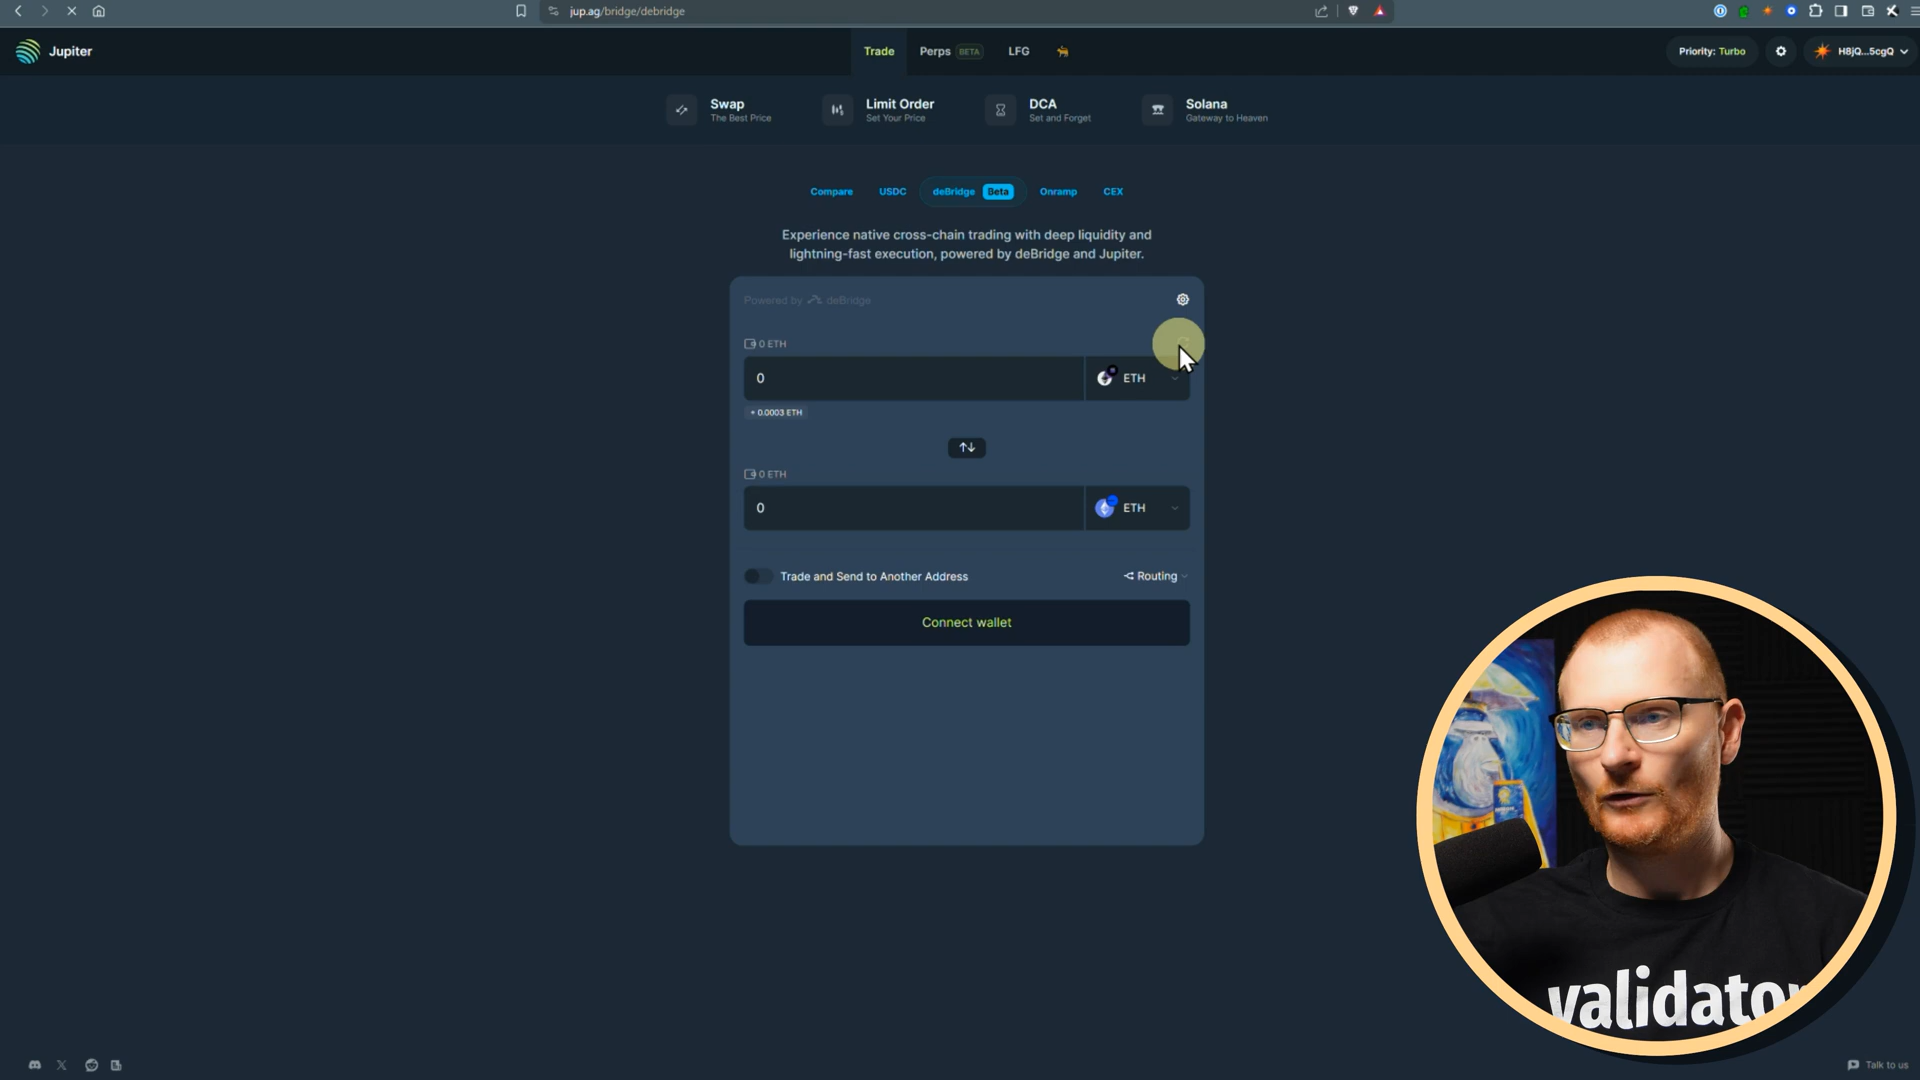 jup.ag/bridge/debridge
Jupiter
Trade
Perps BETA
LFG
Priority: Turbo
H8jQ...5cgQ
Swap
The Best Price
Limit Order
Set Your Price
DCA
Set and Forget
Solana
Gateway to Heaven
Compare
USDC
deBridge Beta
Onramp
CEX
Experience native cross-chain trading with deep liquidity and
lightning-fast execution, powered by deBridge and Jupiter.
Powered by deBridge
0 ETH
0
ETH
+ 0.0003 ETH
0 ETH
0
ETH
Trade and Send to Another Address
Routing
Connect wallet
validator
Talk to us